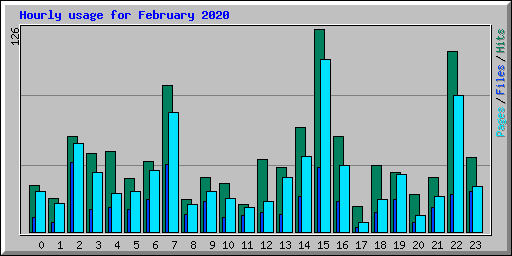 Hourly usage for February 2020
126
Pages/Files/Hits
0 1 2 3 4 5 6 7 8 9 10 11 12 13 14 15 16 17 18 19 20 21 22 23